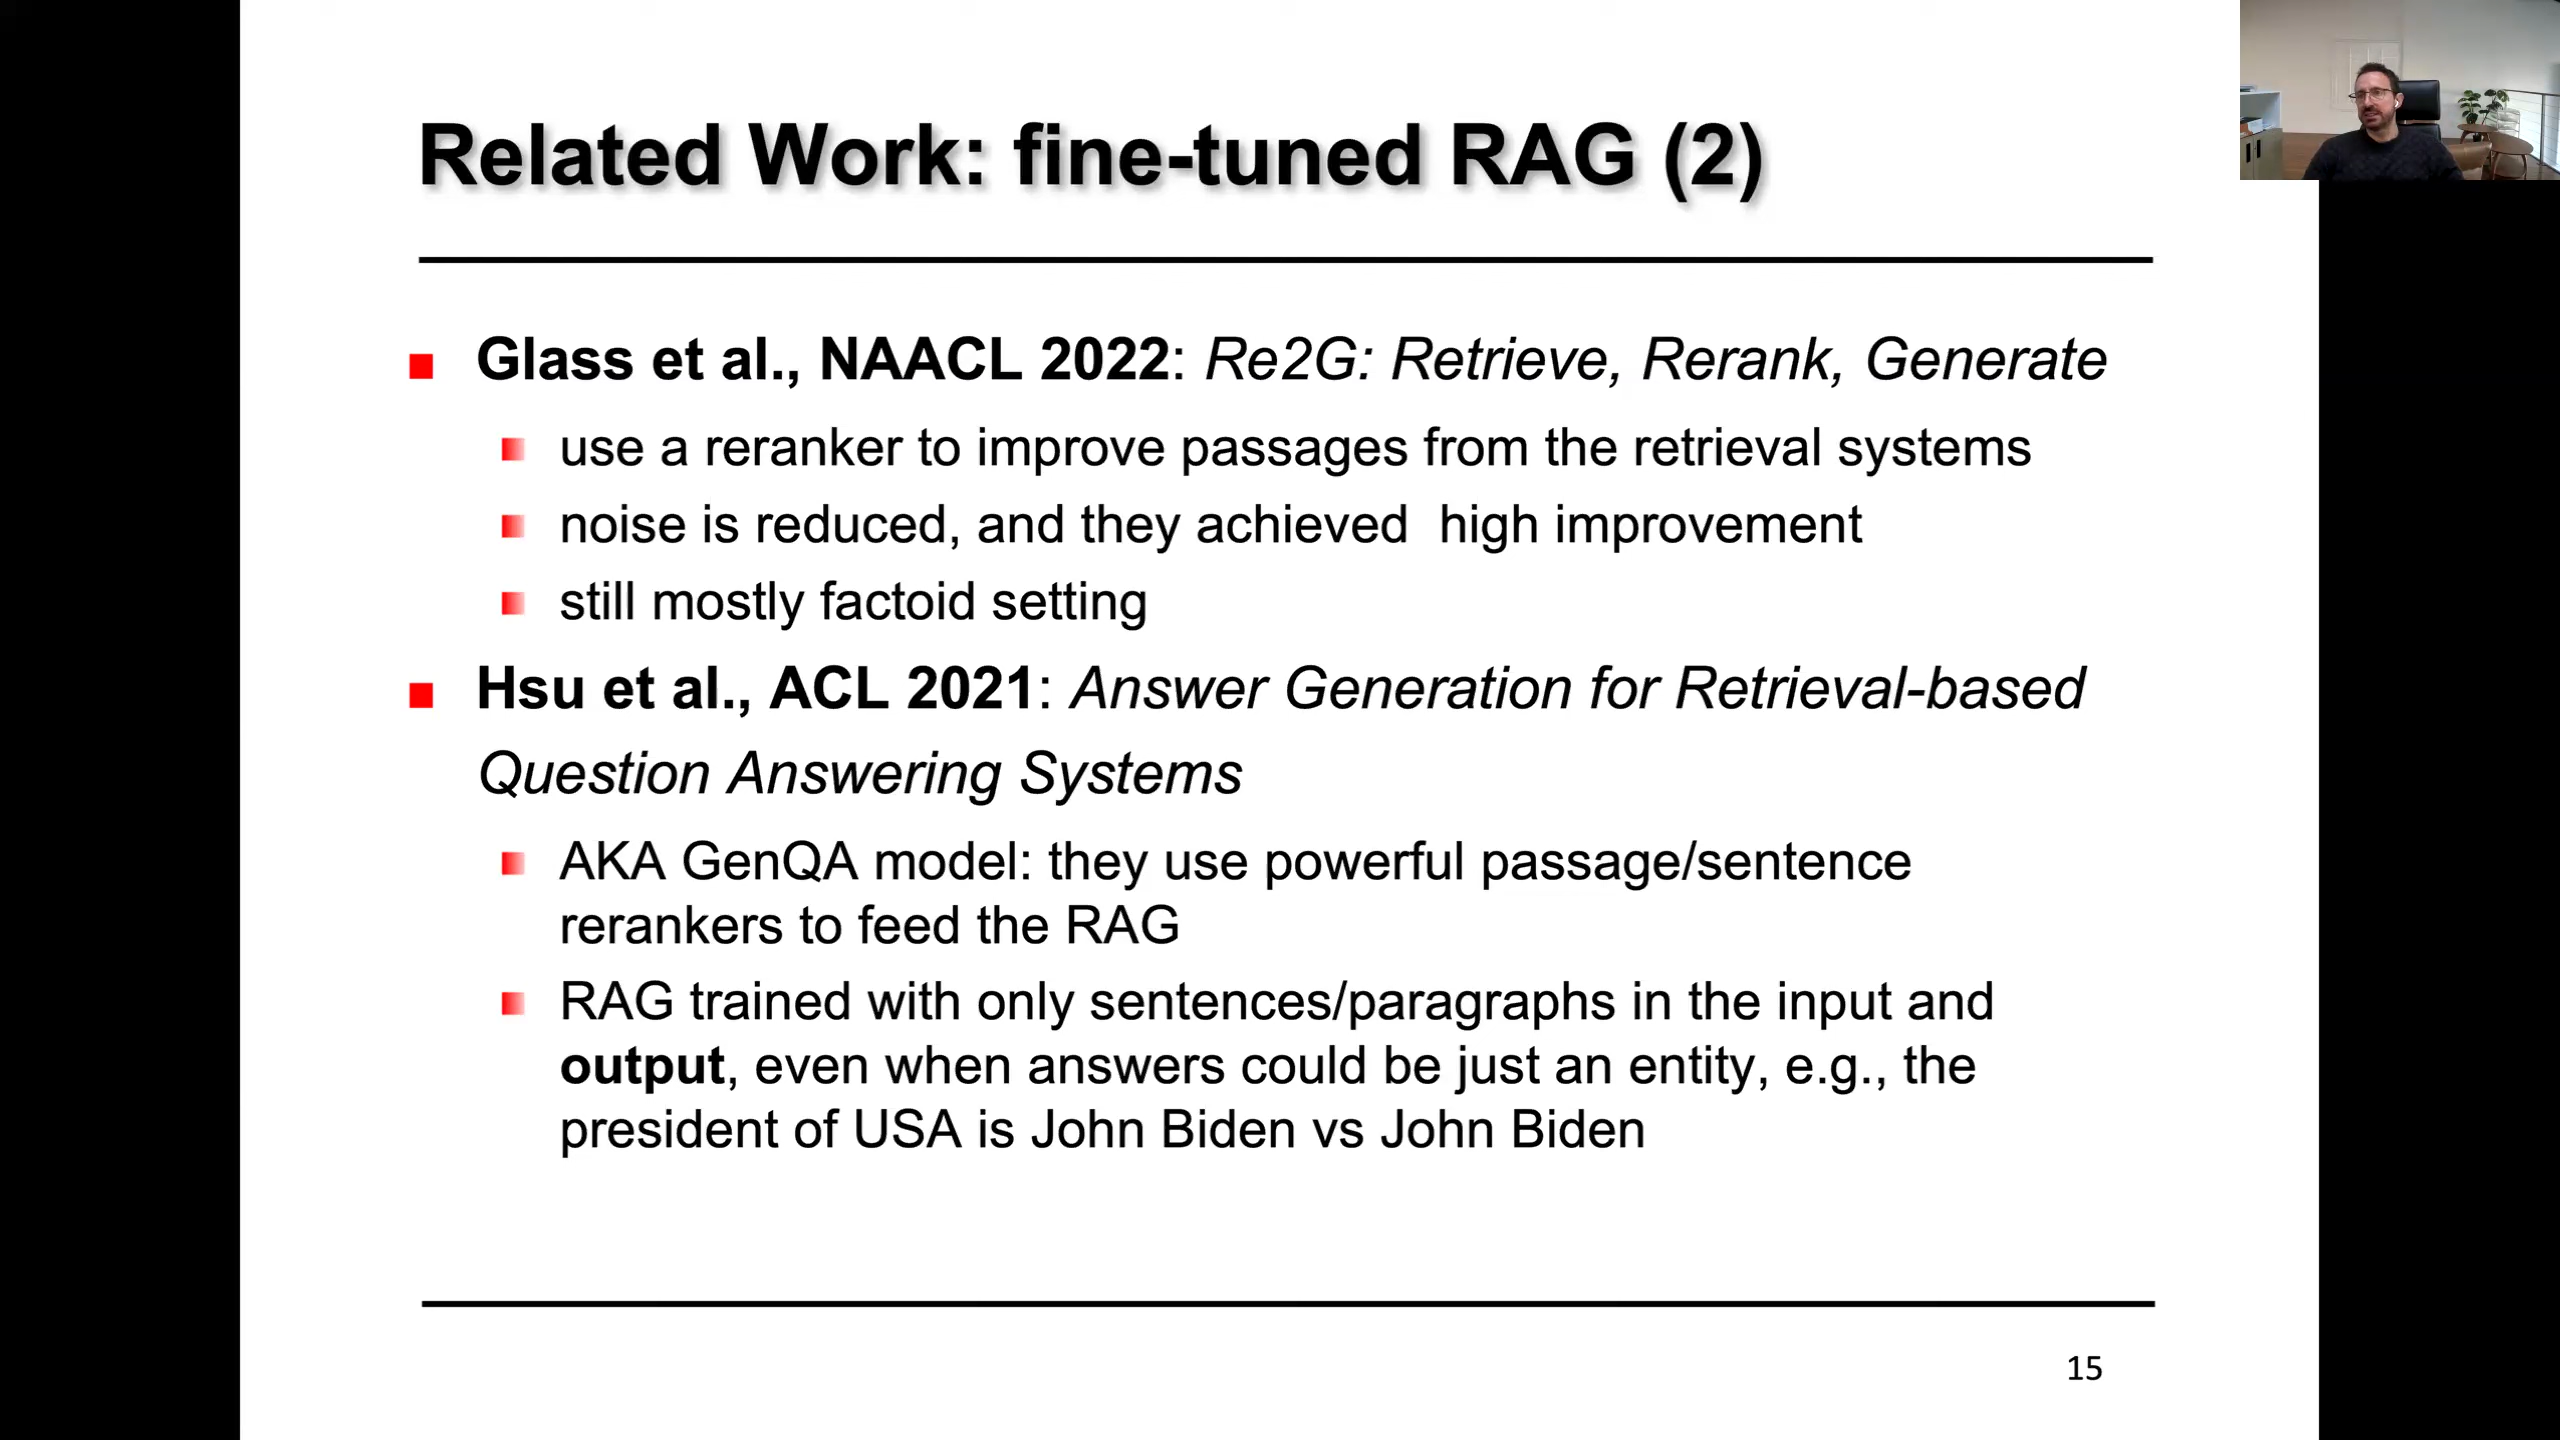 Related Work: fine-tuned RAG (2)
Glass et al., NAACL 2022: Re2G: Retrieve, Rerank, Generate
use a reranker to improve passages from the retrieval systems
noise is reduced, and they achieved  high improvement
still mostly factoid setting
Hsu et al., ACL 2021: Answer Generation for Retrieval-based
Question Answering Systems
AKA GenQA model: they use powerful passage/sentence
rerankers to feed the RAG
RAG trained with only sentences/paragraphs in the input and
output, even when answers could be just an entity, e.g., the
president of USA is John Biden vs John Biden
15